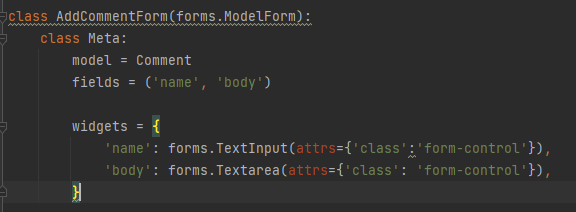 class AddCommentForm(forms.ModelForm):
    class Meta:
        model = Comment
        fields = ('name', 'body')

        widgets = {
            'name': forms.TextInput(attrs={'class':'form-control'}),
            'body': forms.Textarea(attrs={'class': 'form-control'}),
        }